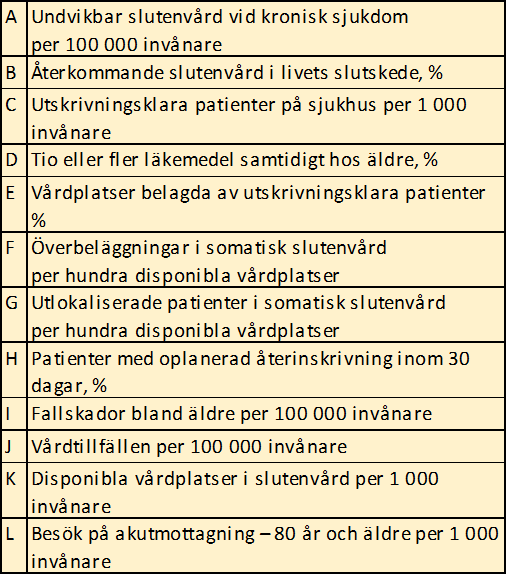 A Undvikbar slutenvård vid kronisk sjukdom
per 100 000 invånare
B Återkommande slutenvård i livets slutskede, %
C Utskrivningsklara patienter på sjukhus per 1 000
invånare
D Tio eller fler läkemedel samtidigt hos äldre, %
E Vårdplatser belagda av utskrivningsklara patienter
%
F Överbeläggningar i somatisk slutenvård
per hundra disponibla vårdplatser
G Utlokaliserade patienter i somatisk slutenvård
per hundra disponibla vårdplatser
H Patienter med oplanerad återinskrivning inom 30
dagar, %
I Fallskador bland äldre per 100 000 invånare
J Vårdtillfällen per 100 000 invånare
K Disponibla vårdplatser i slutenvård per 1 000
invånare
L Besök på akutmottagning – 80 år och äldre per 1 000
invånare